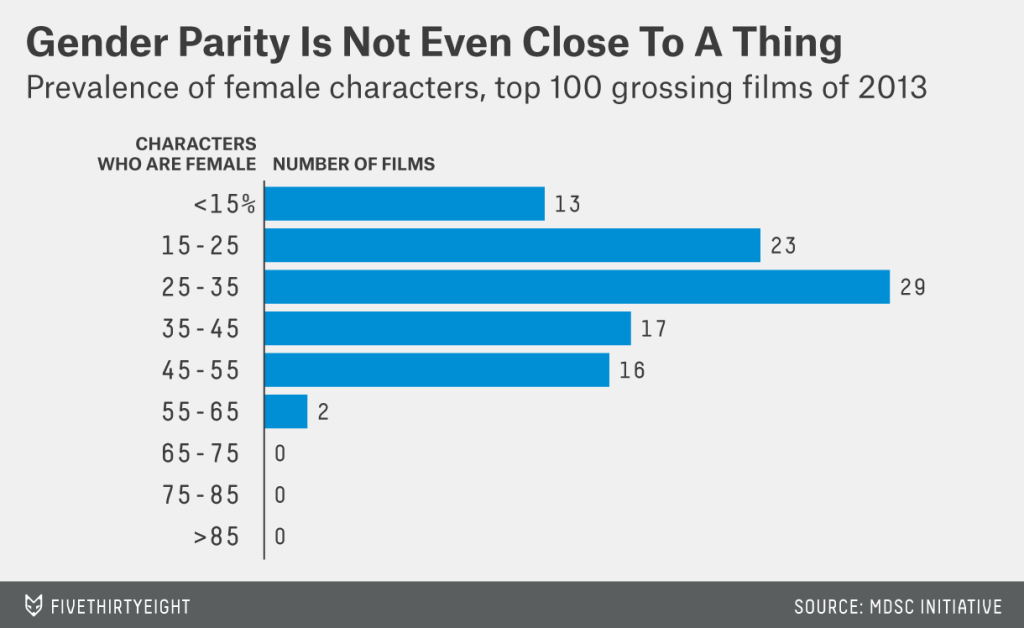 Gender Parity Is Not Even Close To A Thing
Prevalence of female characters, top 100 grossing films of 2013
CHARACTERS
WHO ARE FEMALE NUMBER OF FILMS
<15% 13
15-25 23
25-35 29
35-45 17
45-55 16
55-65 2
65-75 0
75-85 0
>85 0
FIVETHIRTYEIGHT SOURCE: MDSC INITIATIVE